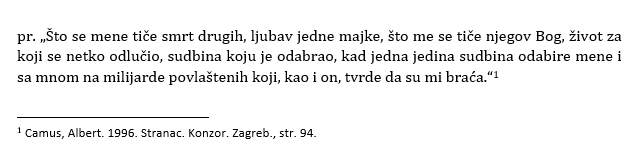 pr. „Što se mene tiče smrt drugih, ljubav jedne majke, što me se tiče njegov Bog, život za
koji se netko odlučio, sudbina koju je odabrao, kad jedna jedina sudbina odabire mene i
sa mnom na milijarde povlaštenih koji, kao i on, tvrde da su mi braća.“¹
¹ Camus, Albert. 1996. Stranac. Konzor. Zagreb., str. 94.